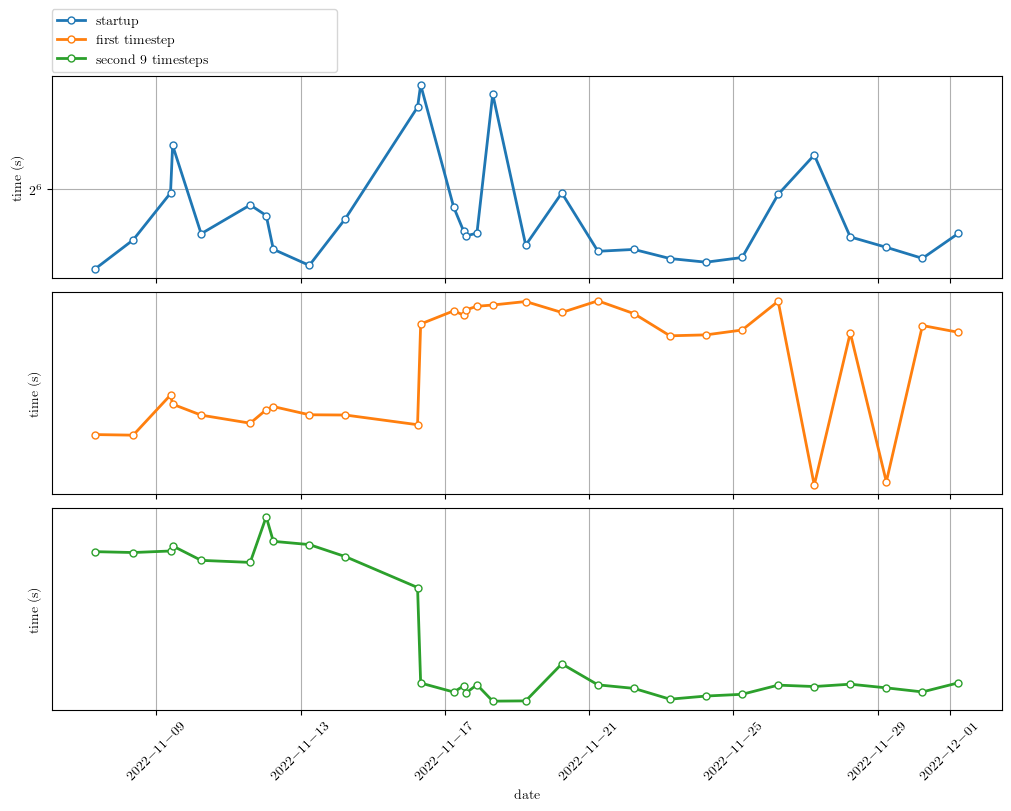 startup
first timestep
second 9 timesteps
time (s)
2⁶
time (s)
time (s)
2022−11−09
2022−11−13
2022−11−17
2022−11−21
2022−11−25
2022−11−29
2022−12−01
date